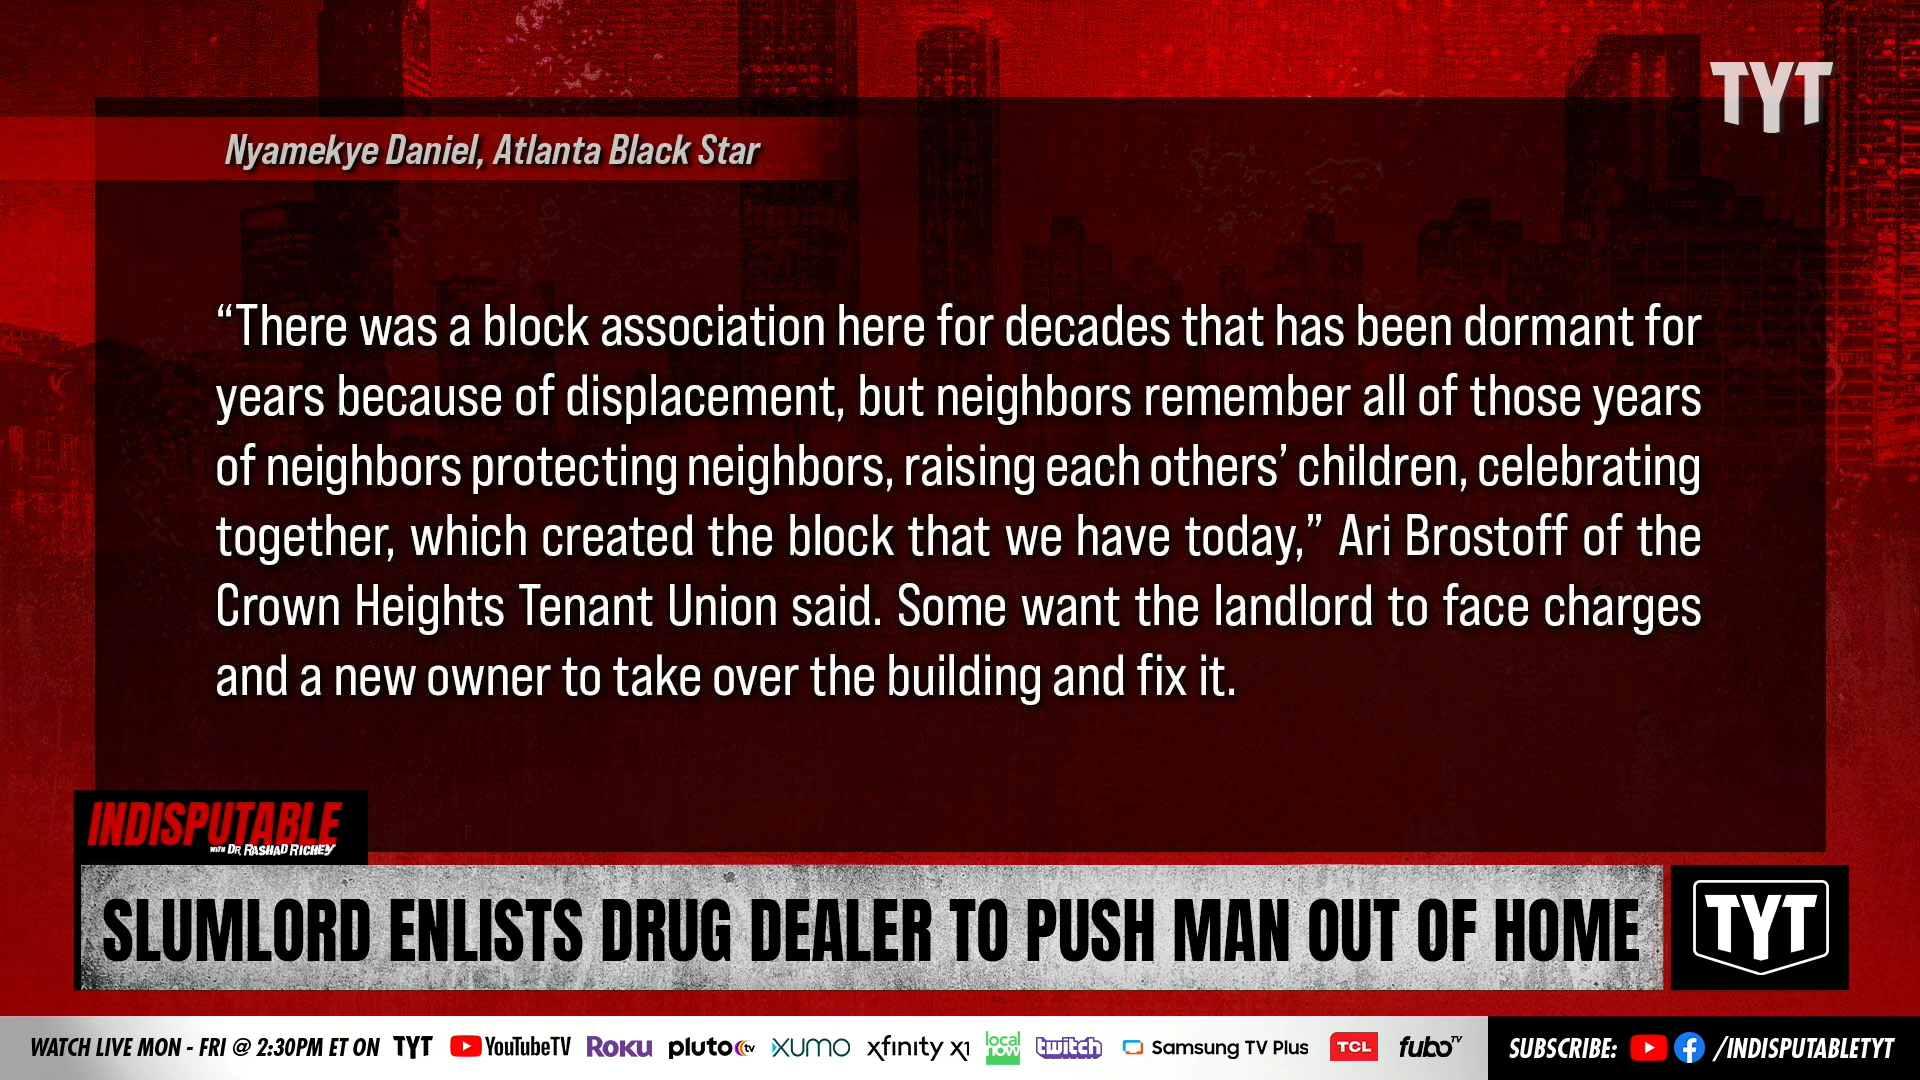 TYT
Nyamekye Daniel, Atlanta Black Star
“There was a block association here for decades that has been dormant for
years because of displacement, but neighbors remember all of those years
of neighbors protecting neighbors, raising each others’ children, celebrating
together, which created the block that we have today,” Ari Brostoff of the
Crown Heights Tenant Union said. Some want the landlord to face charges
and a new owner to take over the building and fix it.
INDISPUTABLE
WITH DR RASHAD RICHEY
SLUMLORD ENLISTS DRUG DEALER TO PUSH MAN OUT OF HOME
TYT
WATCH LIVE MON - FRI @ 2:30PM ET ON TYT YouTubeTV ROKU pluto tv XUMO xfinity X1 local now twitch Samsung TV Plus TCL fubo TV SUBSCRIBE: /INDISPUTABLETYT